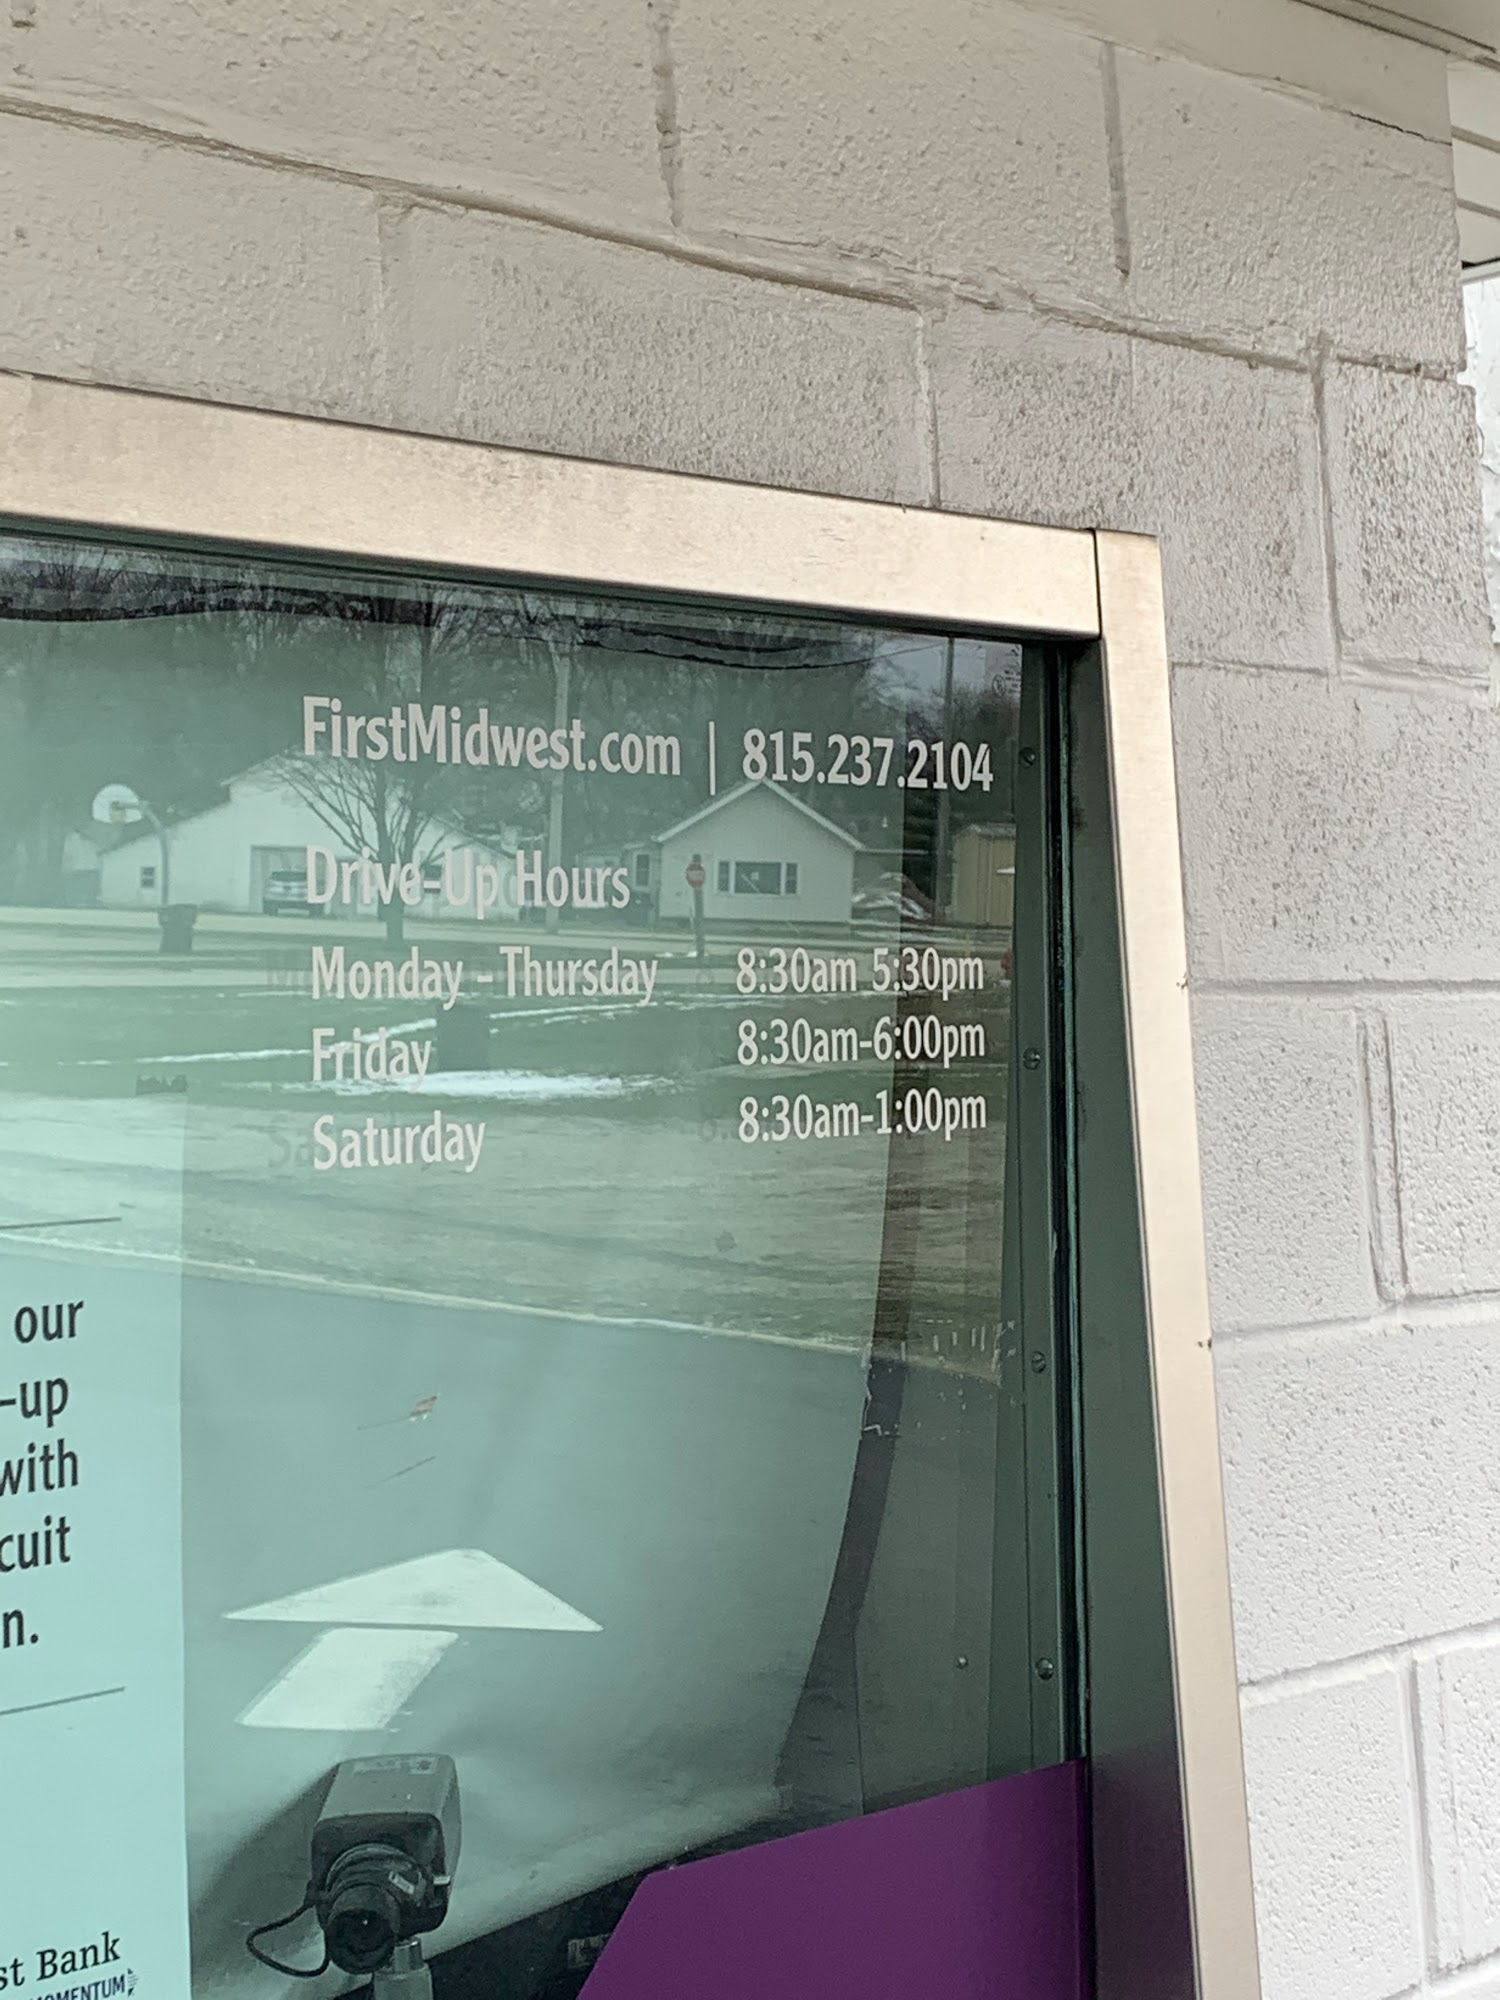 FirstMidwest.com | 815.237.2104
Drive-Up Hours
Monday - Thursday 8:30am 5:30pm
Friday 8:30am-6:00pm
Saturday 8:30am-1:00pm
our
-up
with
cuit
n.
st Bank
MOMENTUM